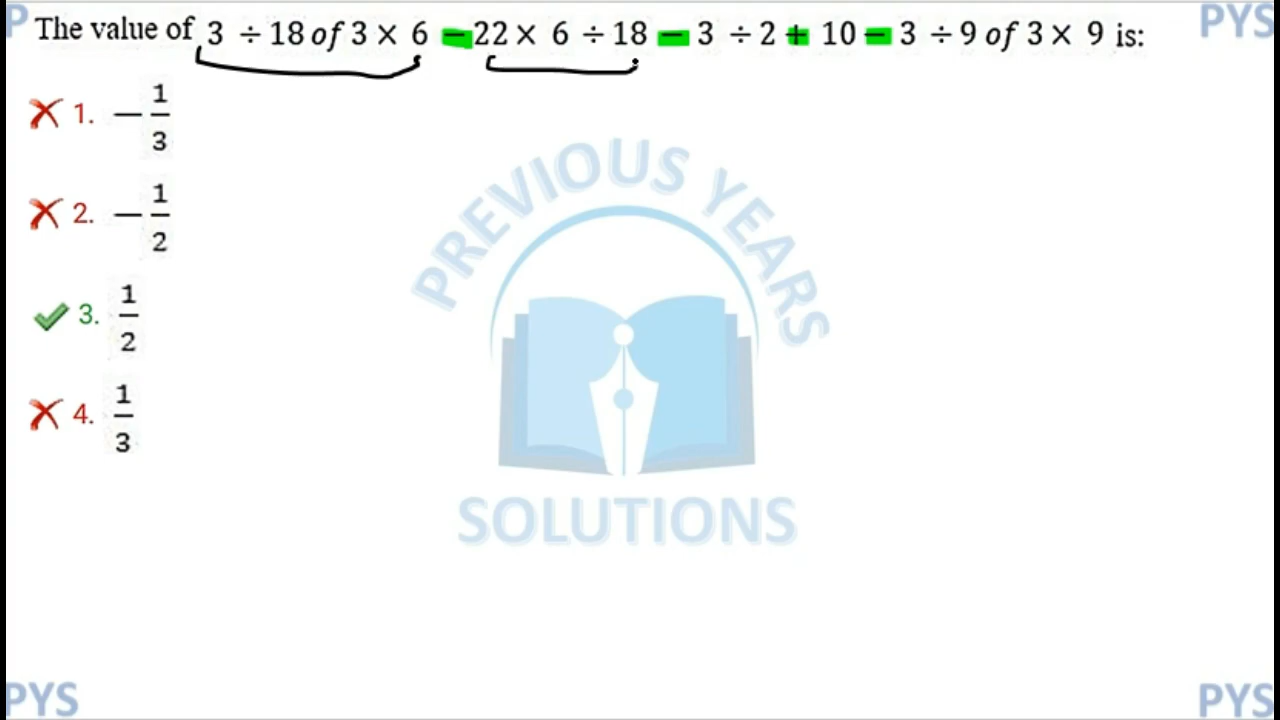 P
PYS
The value of 3 ÷ 18 of 3 × 6 − 22 × 6 ÷ 18 − 3 ÷ 2 + 10 − 3 ÷ 9 of 3 × 9 is:
1. −1/3
2. −1/2
3. 1/2
4. 1/3
PREVIOUS YEARS
SOLUTIONS
PYS
PYS